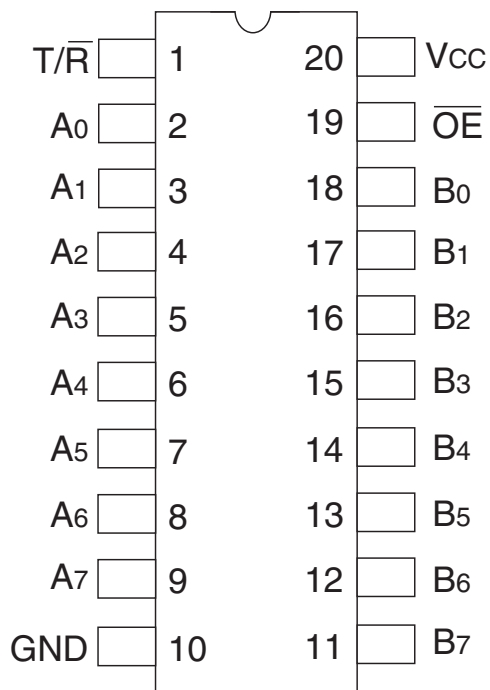 T/R̅ 1 20 VCC
A0 2 19 O̅E̅
A1 3 18 B0
A2 4 17 B1
A3 5 16 B2
A4 6 15 B3
A5 7 14 B4
A6 8 13 B5
A7 9 12 B6
GND 10 11 B7